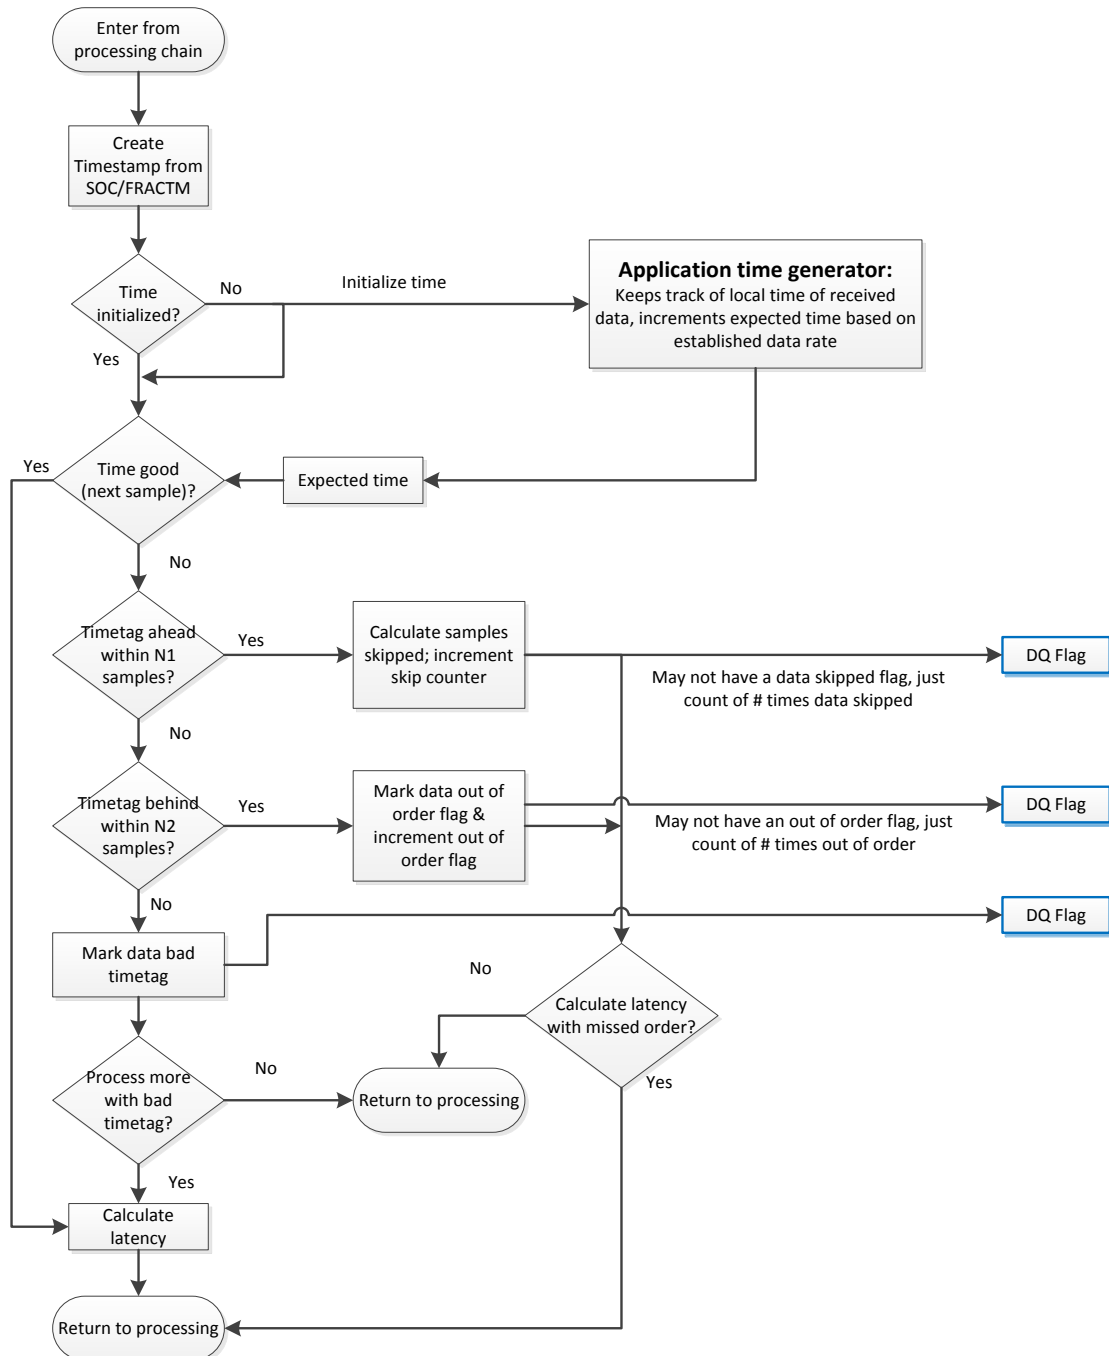 Enter from
processing chain
Create
Timestamp from
SOC/FRACTM
Time
initialized?
No
Initialize time
Application time generator:
Keeps track of local time of received
data, increments expected time based on
established data rate
Yes
Yes
Time good
(next sample)?
Expected time
No
Timetag ahead
within N1
samples?
Yes
Calculate samples
skipped; increment
skip counter
DQ Flag
May not have a data skipped flag, just
count of # times data skipped
No
Timetag behind
within N2
samples?
Yes
Mark data out of
order flag &
increment out of
order flag
DQ Flag
May not have an out of order flag, just
count of # times out of order
No
DQ Flag
Mark data bad
timetag
No
Calculate latency
with missed order?
Process more
with bad
timetag?
No
Return to processing
Yes
Yes
Calculate
latency
Return to processing